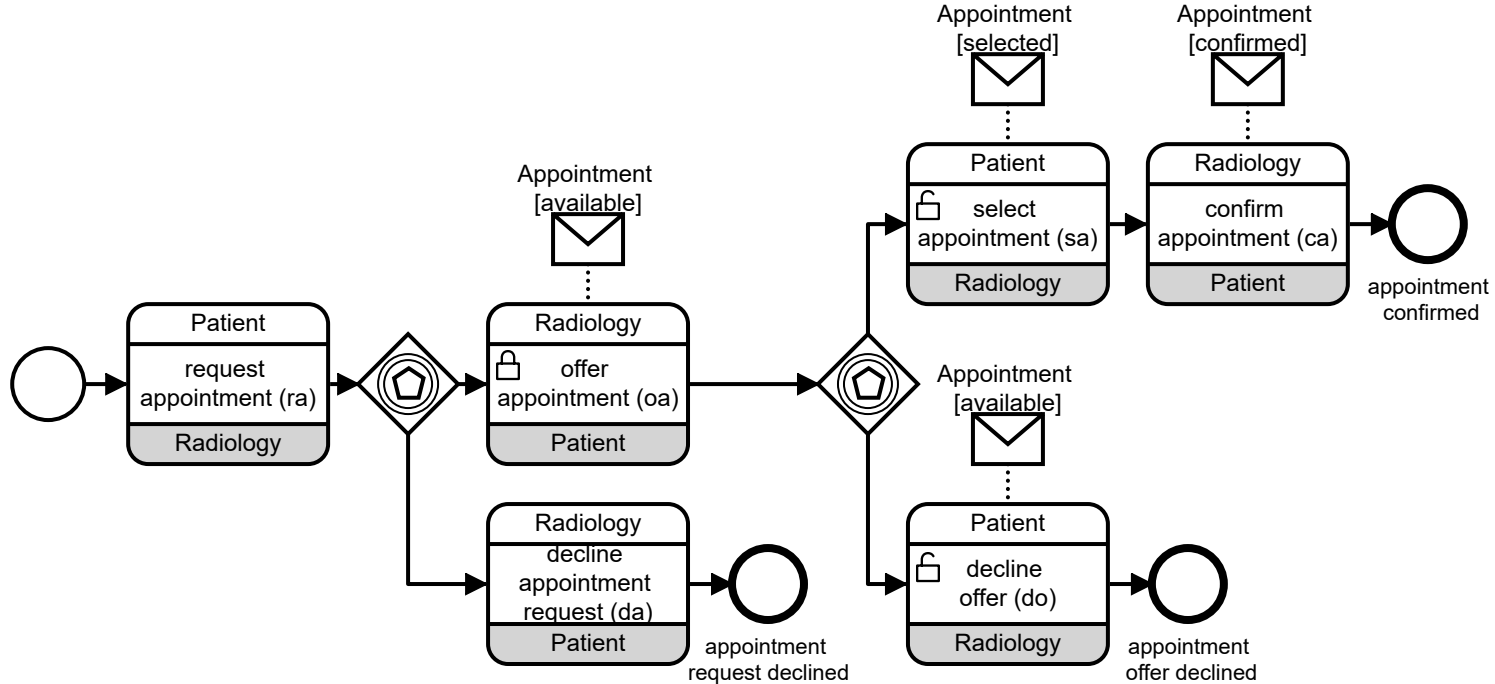 Patient
request
appointment (ra)
Radiology
Appointment
[available]
Radiology
offer
appointment (oa)
Patient
Radiology
decline
appointment
request (da)
Patient
appointment
request declined
Appointment
[selected]
Patient
select
appointment (sa)
Radiology
Appointment
[confirmed]
Radiology
confirm
appointment (ca)
Patient
appointment
confirmed
Appointment
[available]
Patient
decline
offer (do)
Radiology
appointment
offer declined